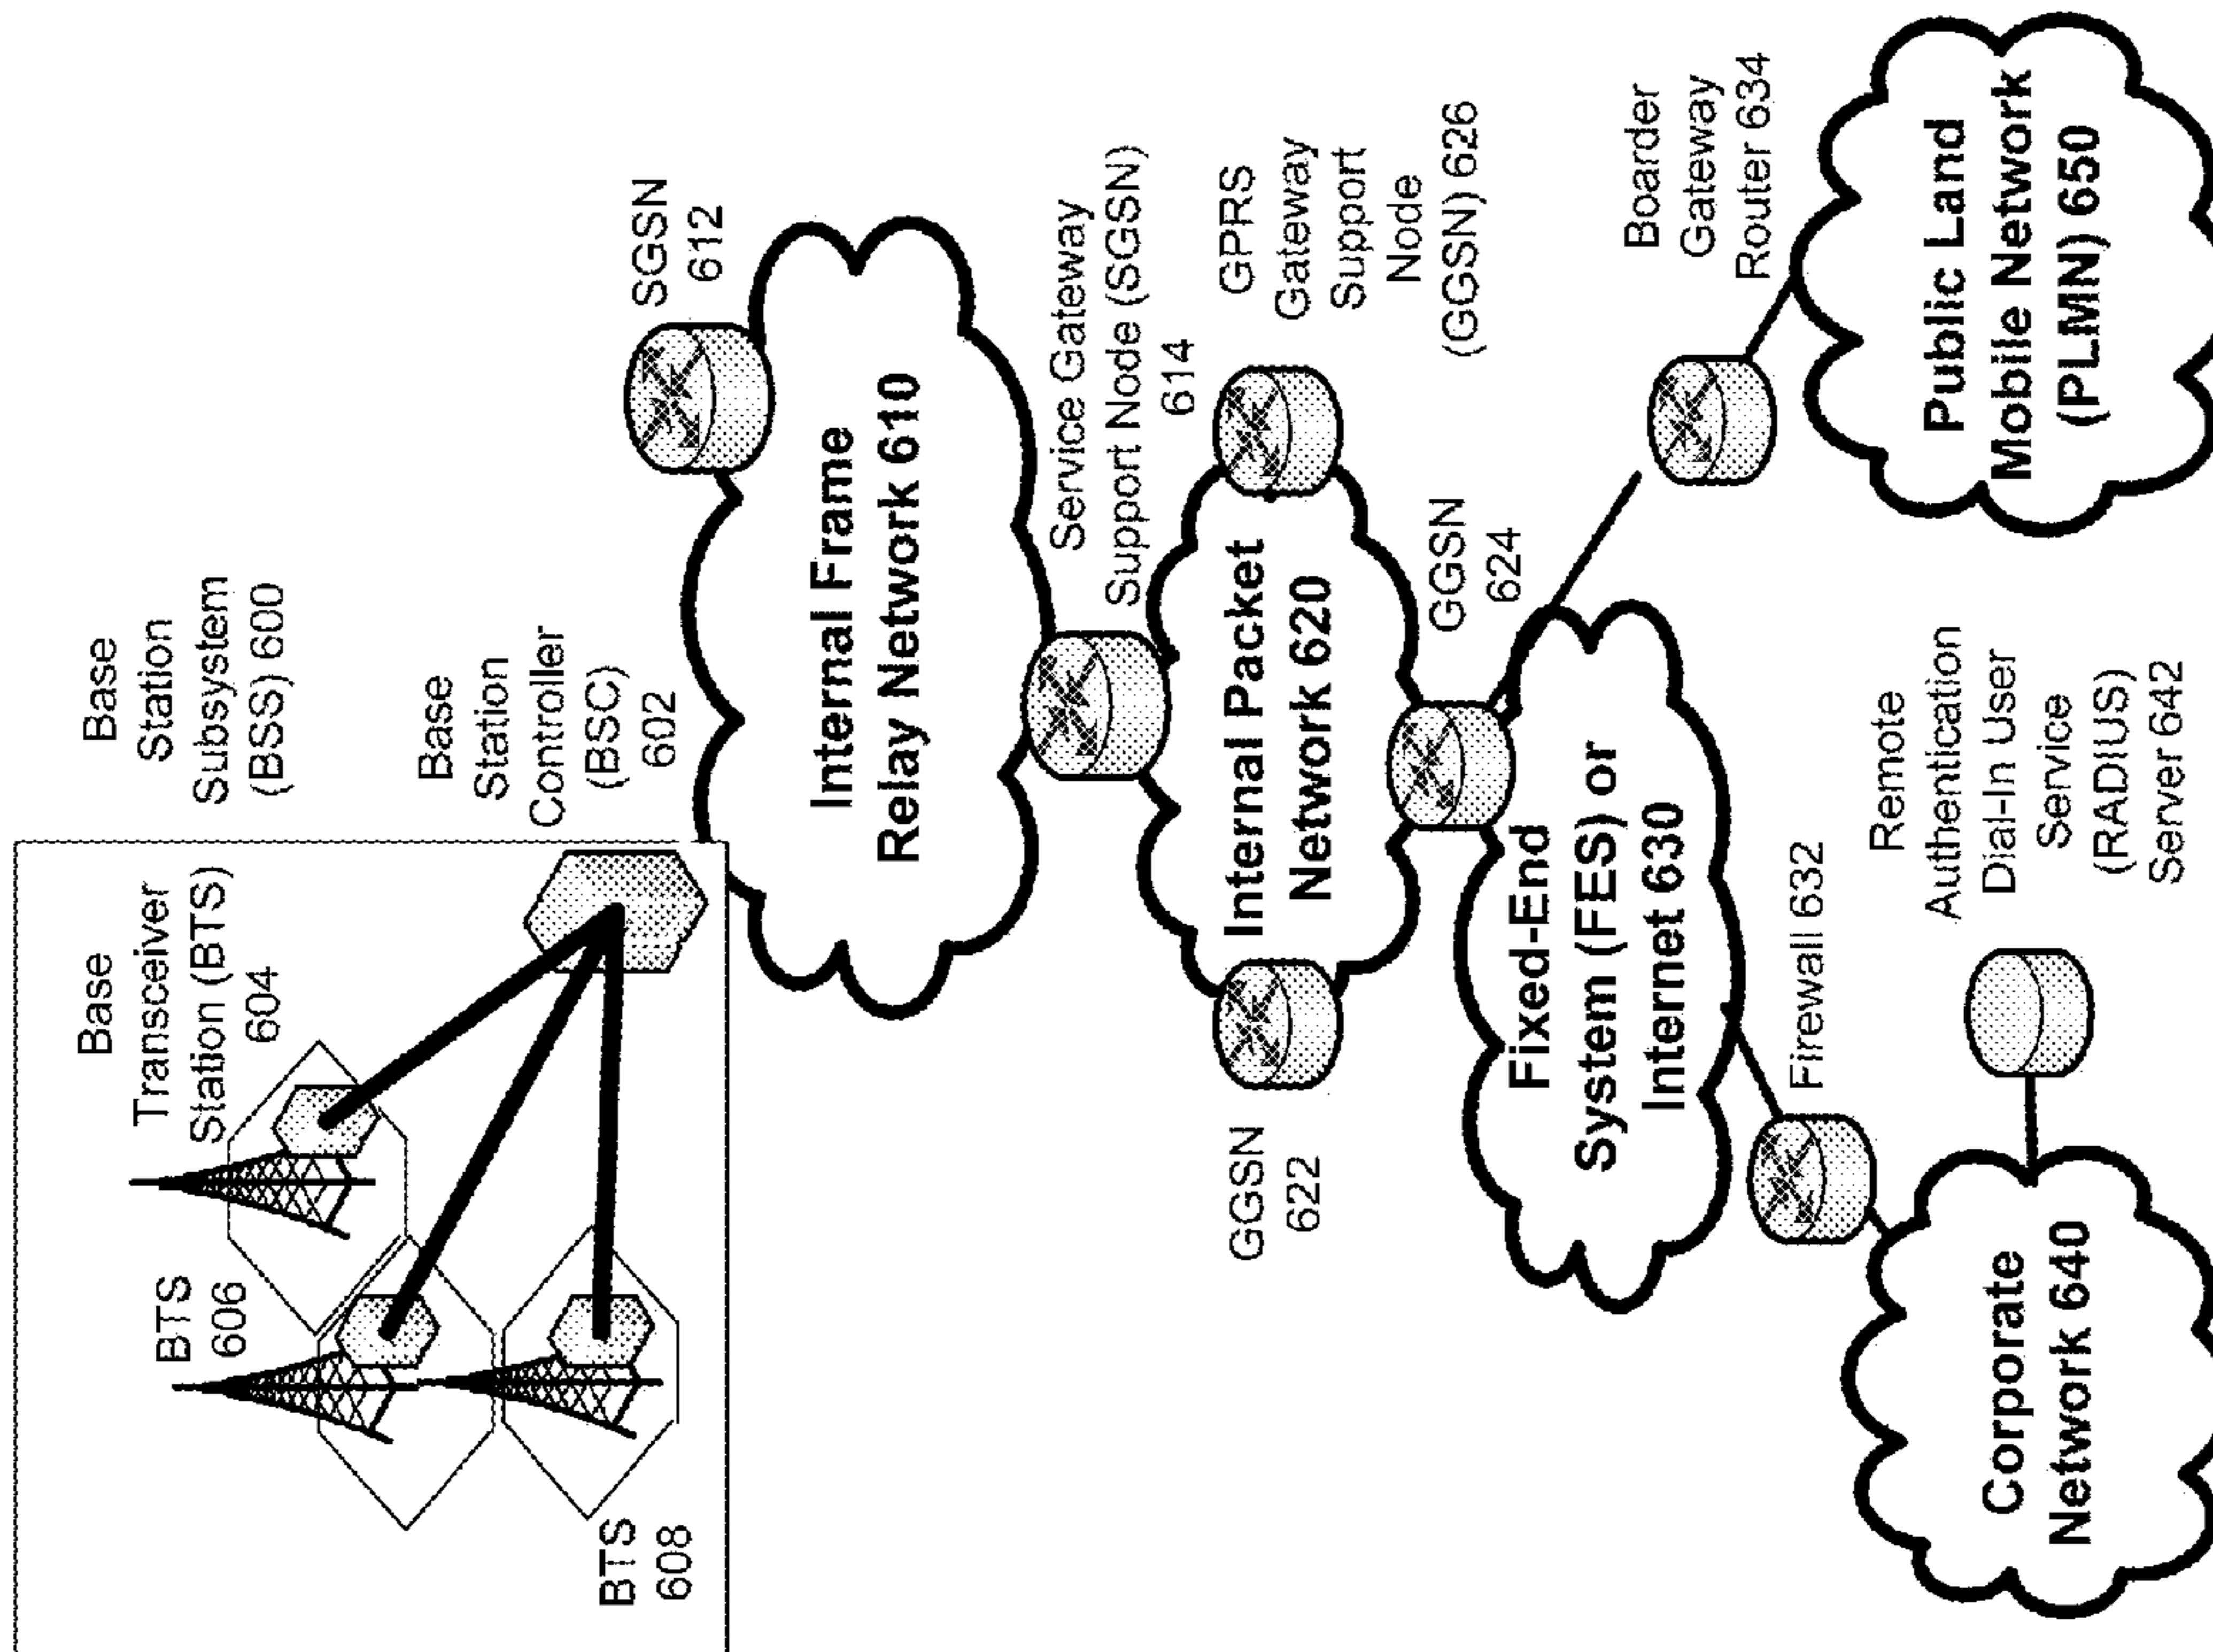 Base
Transceiver
Station (BTS)
604
BTS
606
BTS
608
Base
Station
Subsystem
(BSS) 600
Base
Station
Controller
(BSC)
602
SGSN
612
Internal Frame
Relay Network 610
Service Gateway
Support Node (SGSN)
614
GPRS
Gateway
Support
Node
(GGSN) 626
Internal Packet
Network 620
GGSN
622
GGSN
624
Fixed-End
System (FES) or
Internet 630
Boarder
Gateway
Router 634
Public Land
Mobile Network
(PLMN) 650
Firewall 632
Remote
Authentication
Dial-In User
Service
(RADIUS)
Server 642
Corporate
Network 640